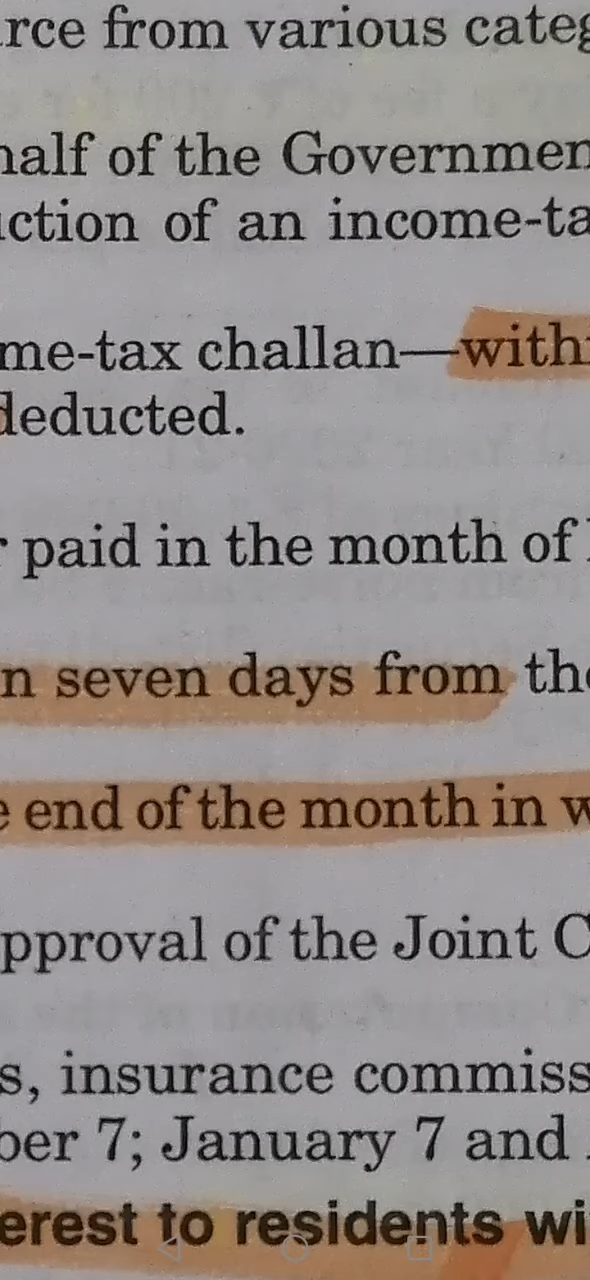 rce from various categ
half of the Governmen
ction of an income-ta
me-tax challan—withi
deducted.
r paid in the month of
n seven days from the
e end of the month in w
pproval of the Joint C
s, insurance commiss
ber 7; January 7 and
erest to residents wi